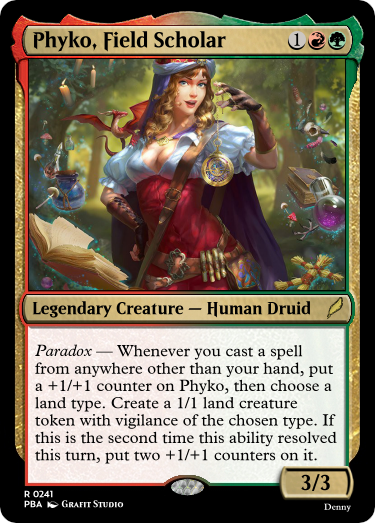 Phyko, Field Scholar 1
Legendary Creature — Human Druid
Paradox — Whenever you cast a spell
from anywhere other than your hand, put
a +1/+1 counter on Phyko, then choose a
land type. Create a 1/1 land creature
token with vigilance of the chosen type. If
this is the second time this ability resolved
this turn, put two +1/+1 counters on it.
3/3
R 0241
PBA Grafit Studio
Denny